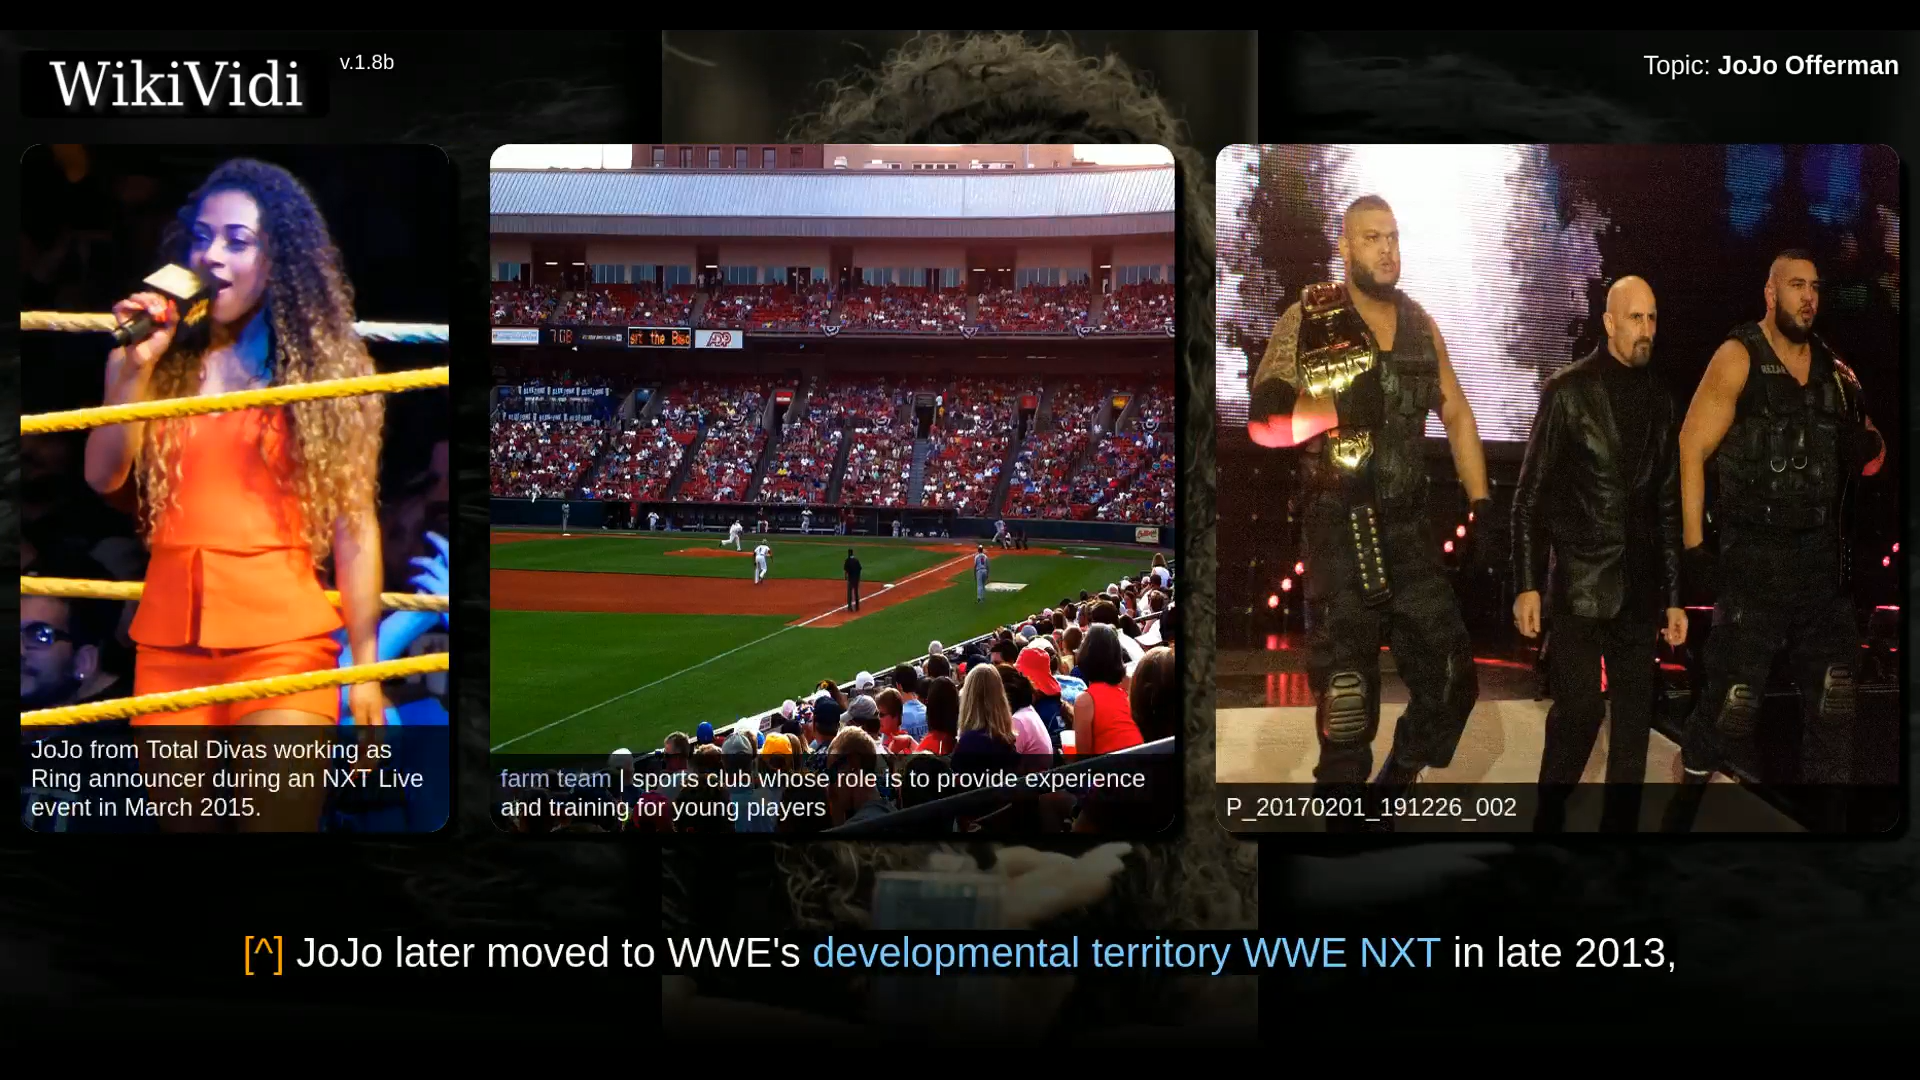 WikiVidi
v.1.8b
Topic: JoJo Offerman
ADP
REZAR
JoJo from Total Divas working as
Ring announcer during an NXT Live
event in March 2015.
farm team | sports club whose role is to provide experience
and training for young players
P_20170201_191226_002
[^] JoJo later moved to WWE's developmental territory WWE NXT in late 2013,